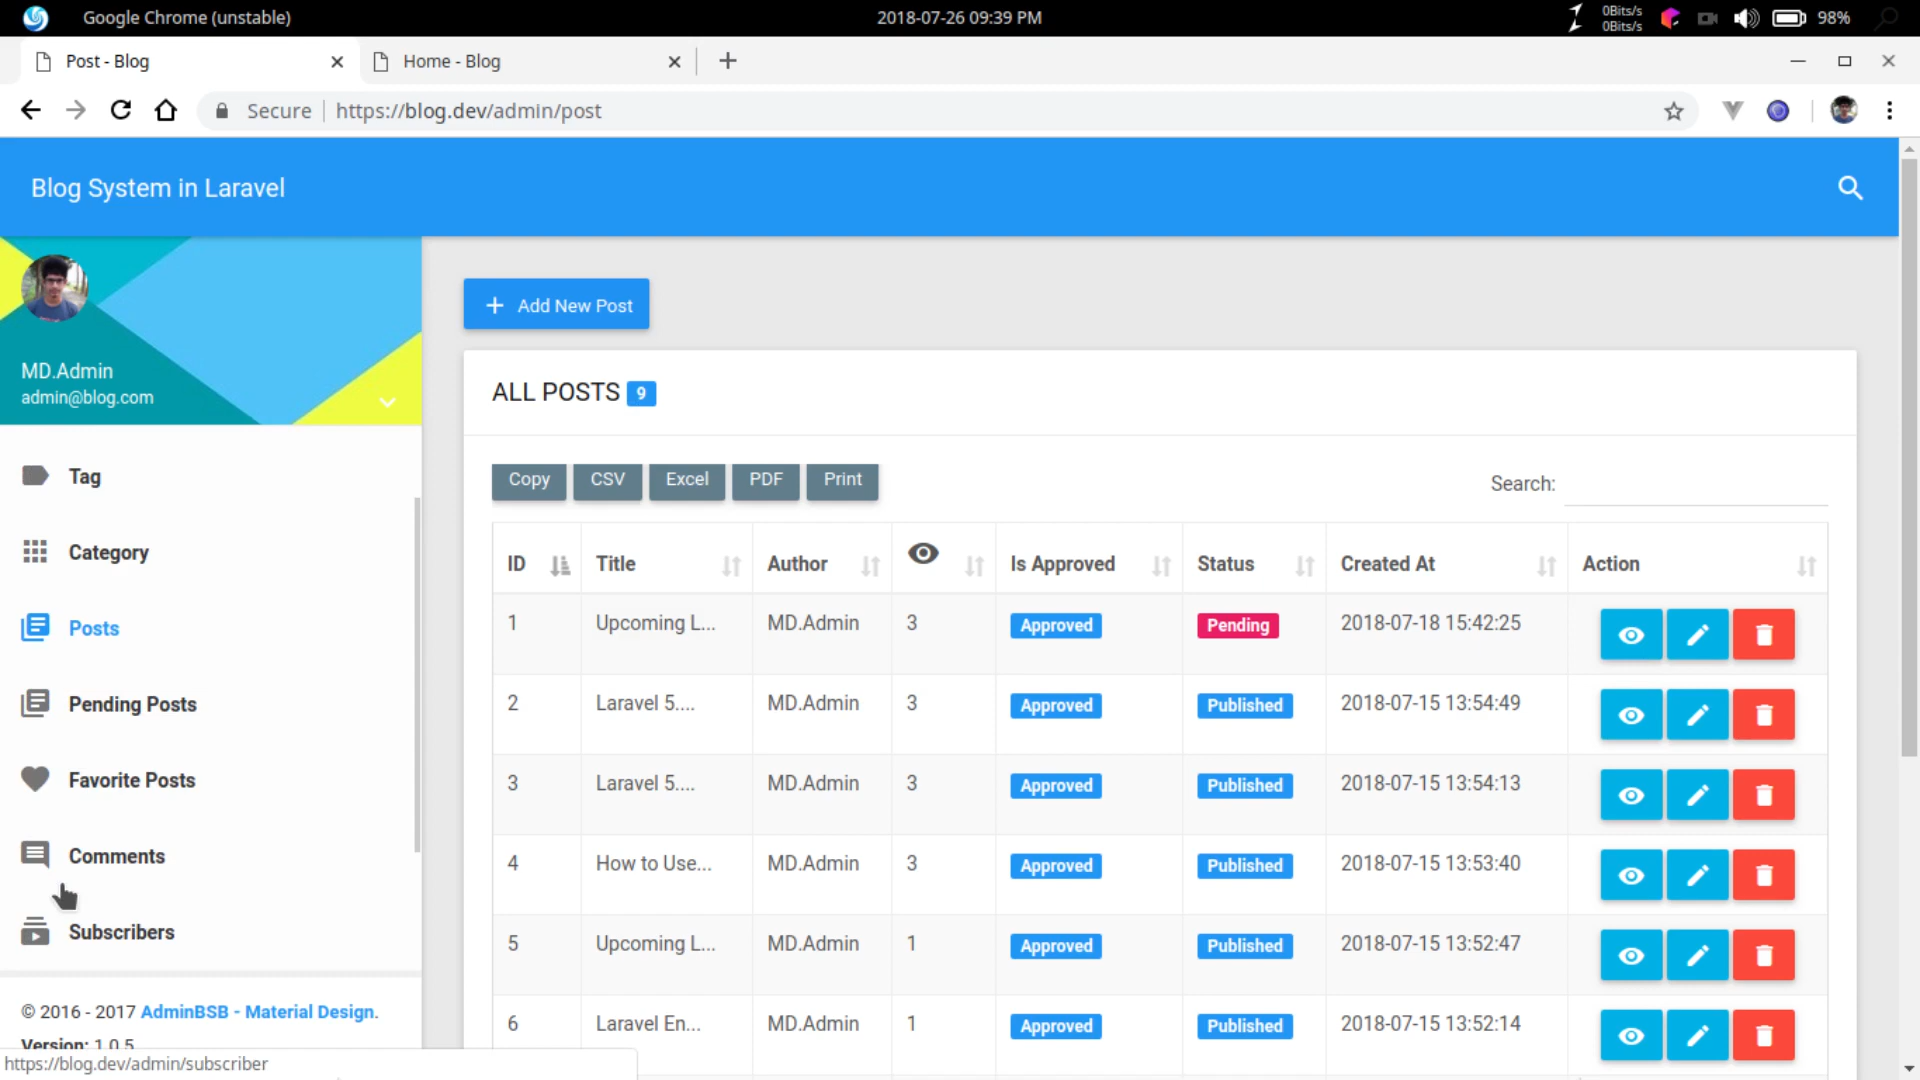 Google Chrome (unstable)
2018-07-26 09:39 PM
0Bits/s
0Bits/s
98%
Post - Blog
Home - Blog
Secure
https://blog.dev/admin/post
Blog System in Laravel
MD.Admin
admin@blog.com
Tag
Category
Posts
Pending Posts
Favorite Posts
Comments
Subscribers
© 2016 - 2017 AdminBSB - Material Design.
Version: 1.0.5
https://blog.dev/admin/subscriber
+ Add New Post
ALL POSTS 9
Copy CSV Excel PDF Print
Search:
ID Title Author Is Approved Status Created At Action
1 Upcoming L... MD.Admin 3 Approved Pending 2018-07-18 15:42:25
2 Laravel 5.... MD.Admin 3 Approved Published 2018-07-15 13:54:49
3 Laravel 5.... MD.Admin 3 Approved Published 2018-07-15 13:54:13
4 How to Use... MD.Admin 3 Approved Published 2018-07-15 13:53:40
5 Upcoming L... MD.Admin 1 Approved Published 2018-07-15 13:52:47
6 Laravel En... MD.Admin 1 Approved Published 2018-07-15 13:52:14